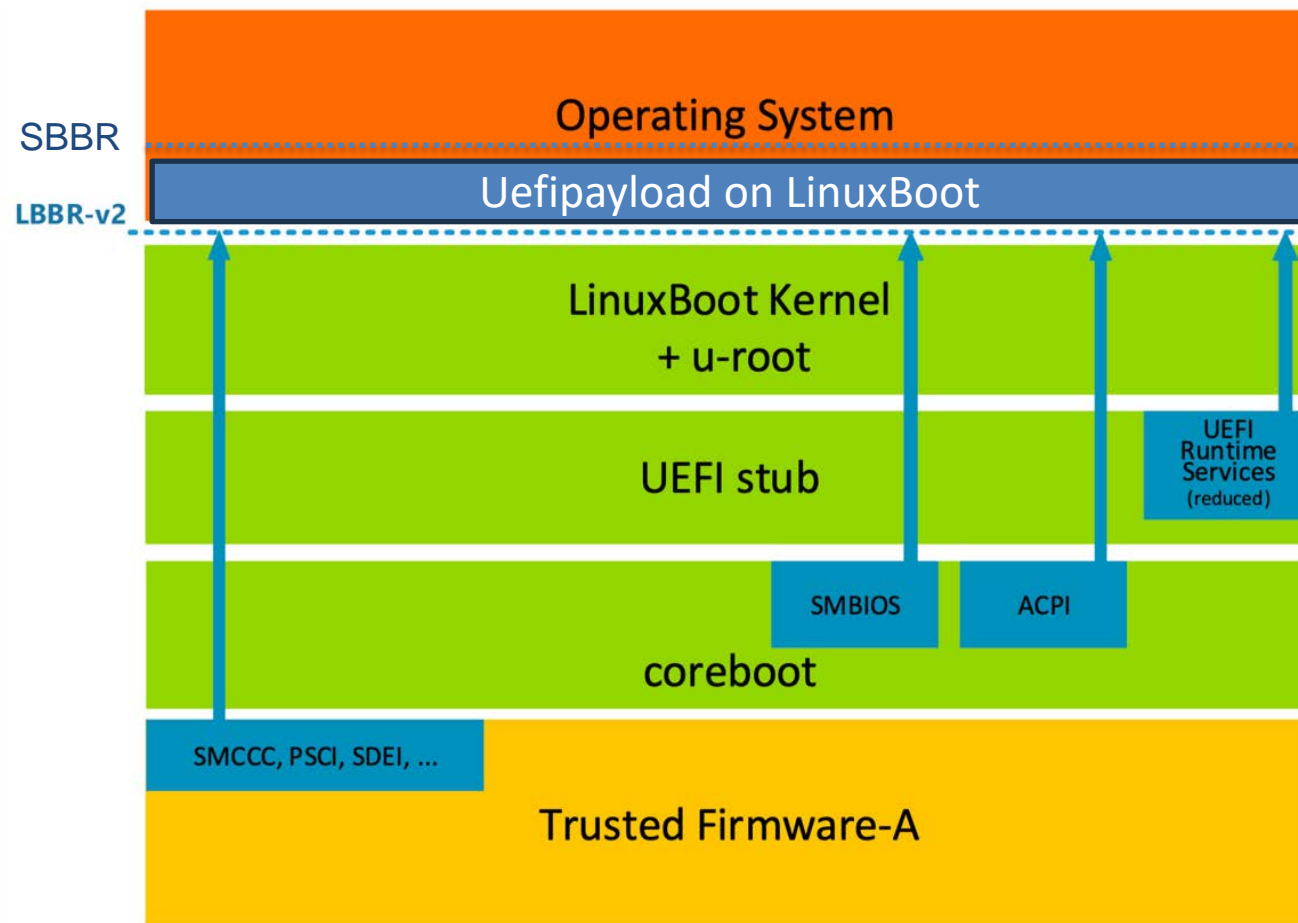 Operating System
SBBR
Uefipayload on LinuxBoot
LBBR-v2
LinuxBoot Kernel
+ u-root
UEFI
Runtime
Services
(reduced)
UEFI stub
SMBIOS
ACPI
coreboot
SMCCC, PSCI, SDEI, ...
Trusted Firmware-A